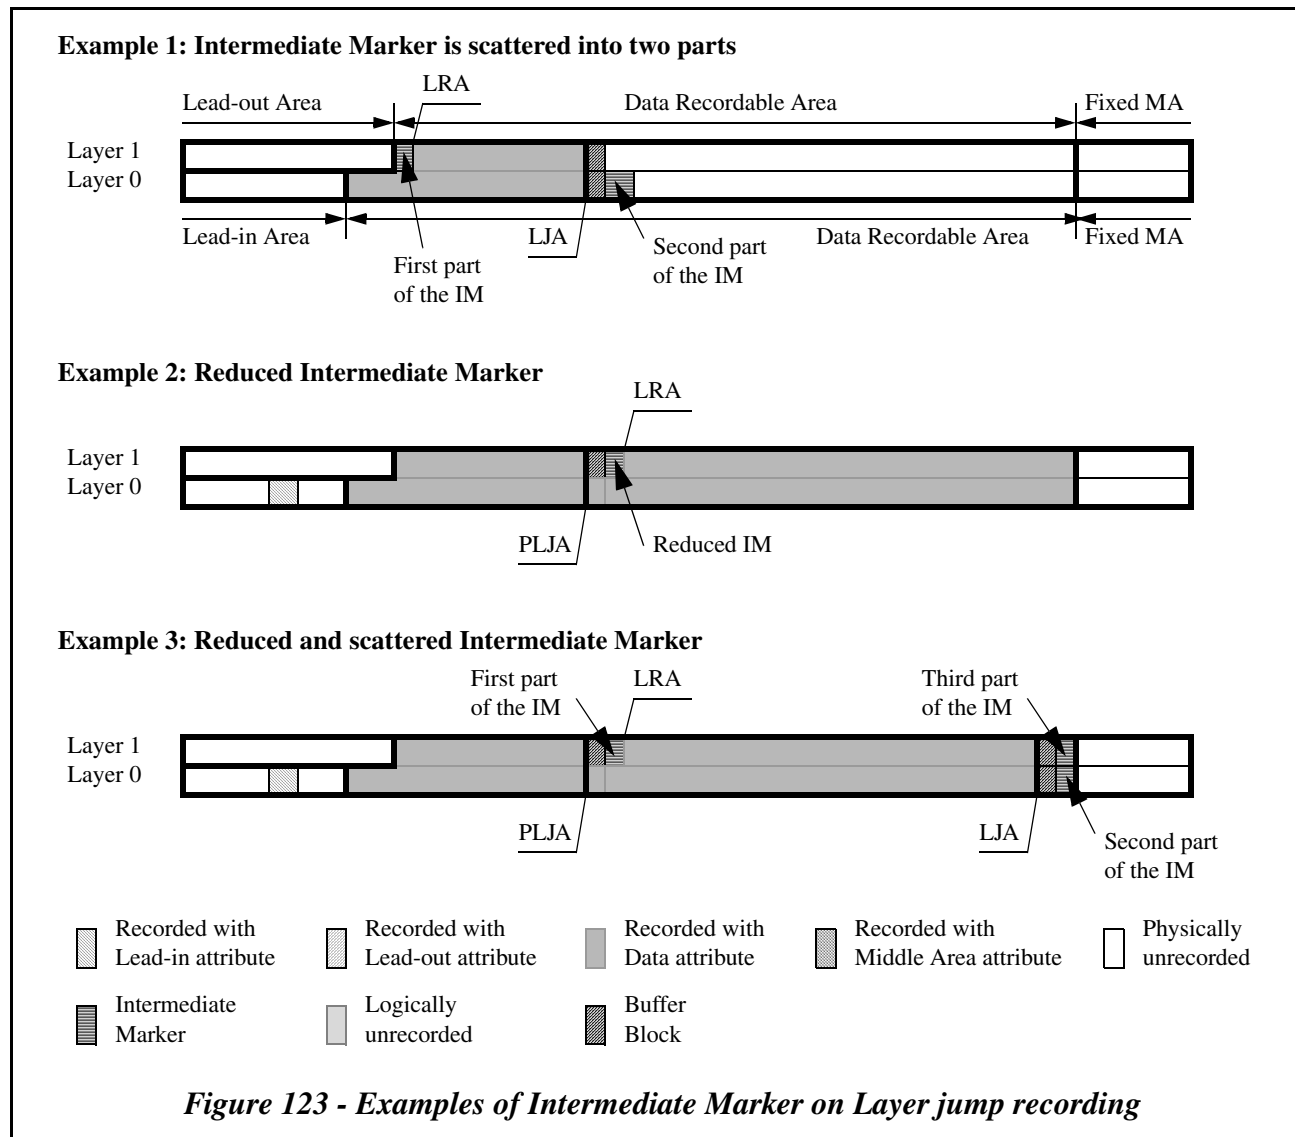 Example 1: Intermediate Marker is scattered into two parts
LRA
Lead-out Area
Data Recordable Area
Fixed MA
Layer 1
Layer 0
Lead-in Area
LJA
Data Recordable Area
Fixed MA
First part
of the IM
Second part
of the IM
Example 2: Reduced Intermediate Marker
LRA
Layer 1
Layer 0
PLJA
Reduced IM
Example 3: Reduced and scattered Intermediate Marker
First part
of the IM
LRA
Third part
of the IM
Layer 1
Layer 0
PLJA
LJA
Second part
of the IM
Recorded with
Lead-in attribute
Recorded with
Lead-out attribute
Recorded with
Data attribute
Recorded with
Middle Area attribute
Physically
unrecorded
Intermediate
Marker
Logically
unrecorded
Buffer
Block
Figure 123 - Examples of Intermediate Marker on Layer jump recording